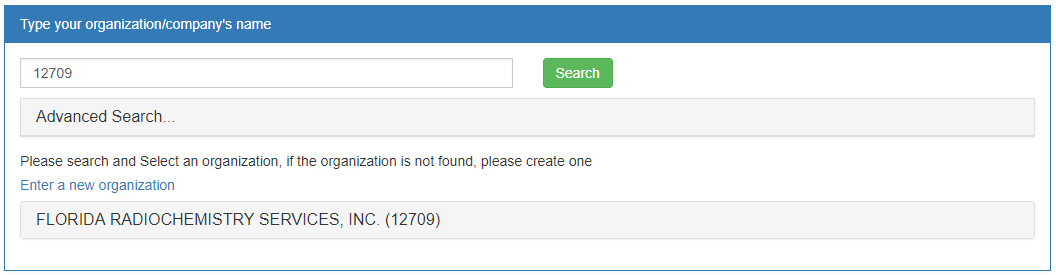 Type your organization/company's name
12709
Search
Advanced Search...
Please search and Select an organization, if the organization is not found, please create one
Enter a new organization
FLORIDA RADIOCHEMISTRY SERVICES, INC. (12709)